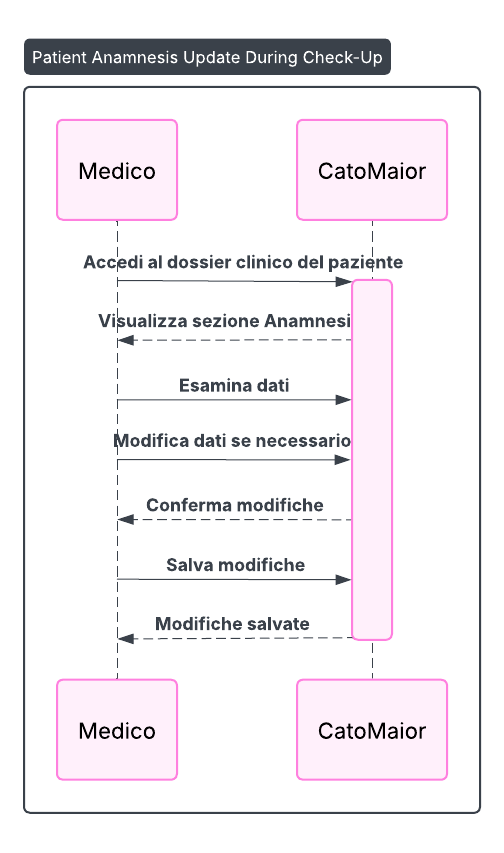 Patient Anamnesis Update During Check-Up
Medico
CatoMaior
Accedi al dossier clinico del paziente
Visualizza sezione Anamnesi
Esamina dati
Modifica dati se necessario
Conferma modifiche
Salva modifiche
Modifiche salvate
Medico
CatoMaior